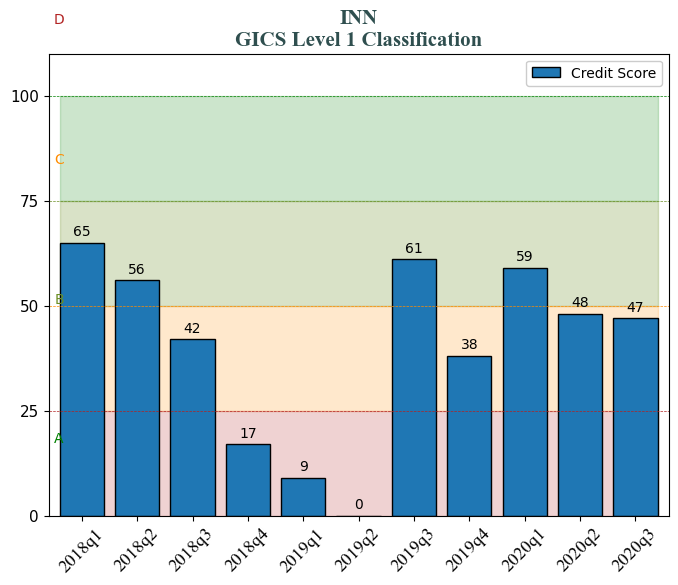 D
INN
GICS Level 1 Classification
Credit Score
100
C
75
65
56
42
17
9
0
61
38
59
48
47
B
50
25
A
0
2018q1
2018q2
2018q3
2018q4
2019q1
2019q2
2019q3
2019q4
2020q1
2020q2
2020q3